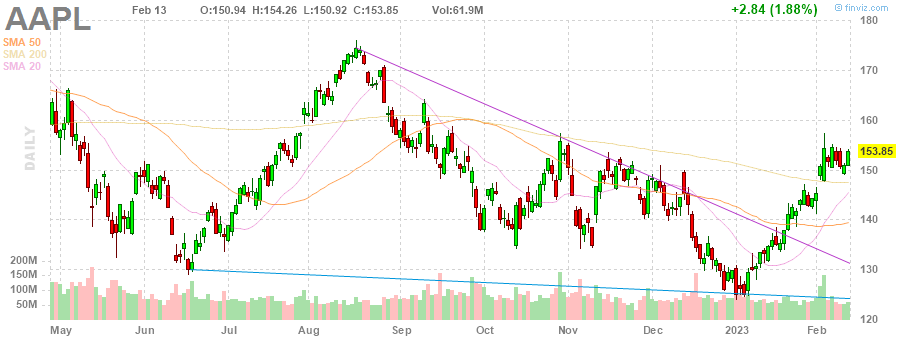 AAPL
Feb 13 O:150.94 H:154.26 L:150.92 C:153.85 Vol:61.9M +2.84 (1.88%) © finviz.com
SMA 50
SMA 200
SMA 20
DAILY
180
170
160
153.85
150
140
130
120
200M
150M
100M
50M
May Jun Jul Aug Sep Oct Nov Dec 2023 Feb